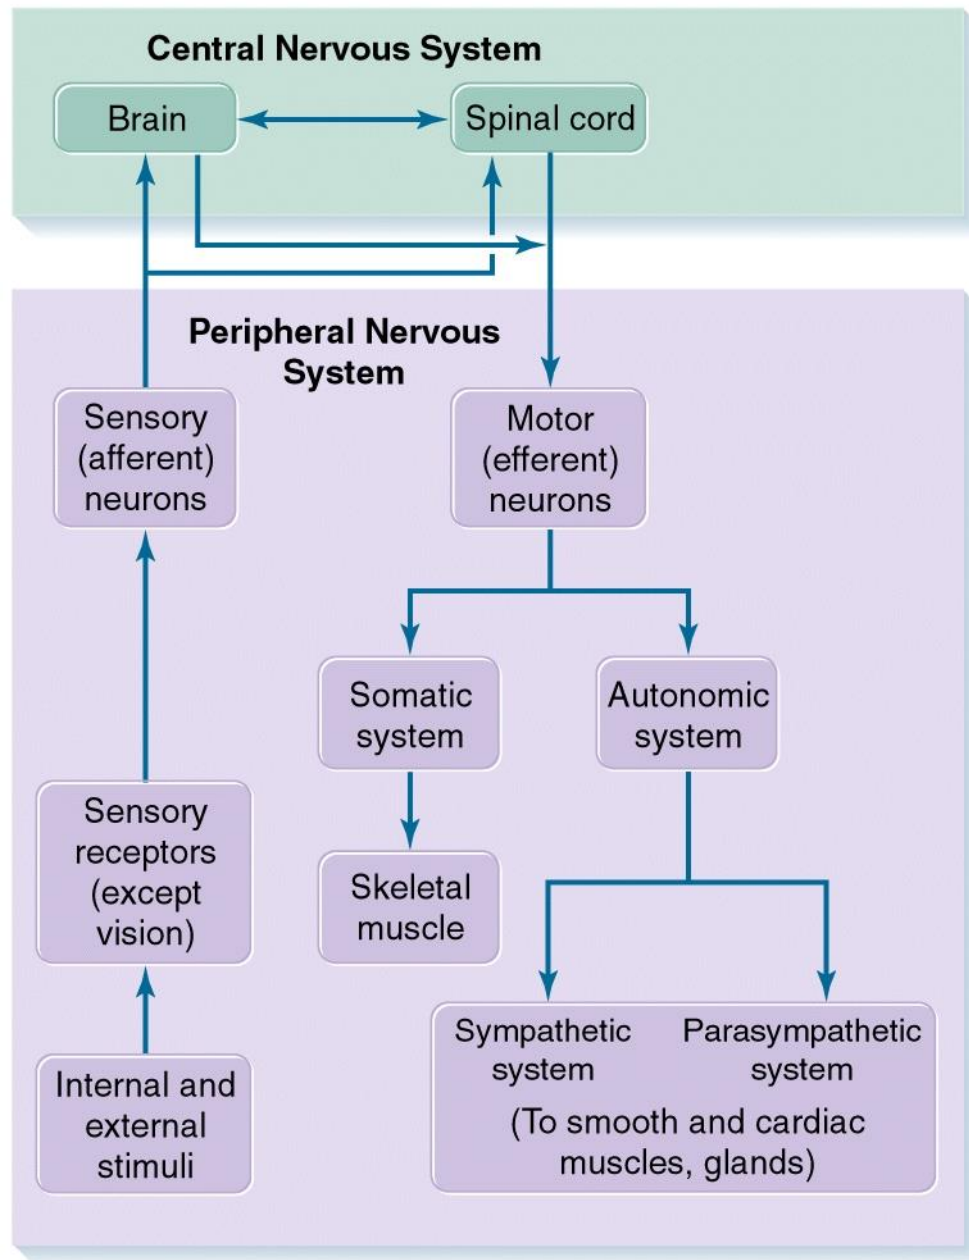 Central Nervous System
Brain
Spinal cord
Peripheral Nervous
System
Sensory
(afferent)
neurons
Motor
(efferent)
neurons
Somatic
system
Autonomic
system
Sensory
receptors
(except
vision)
Skeletal
muscle
Internal and
external
stimuli
Sympathetic
system
Parasympathetic
system
(To smooth and cardiac
muscles, glands)